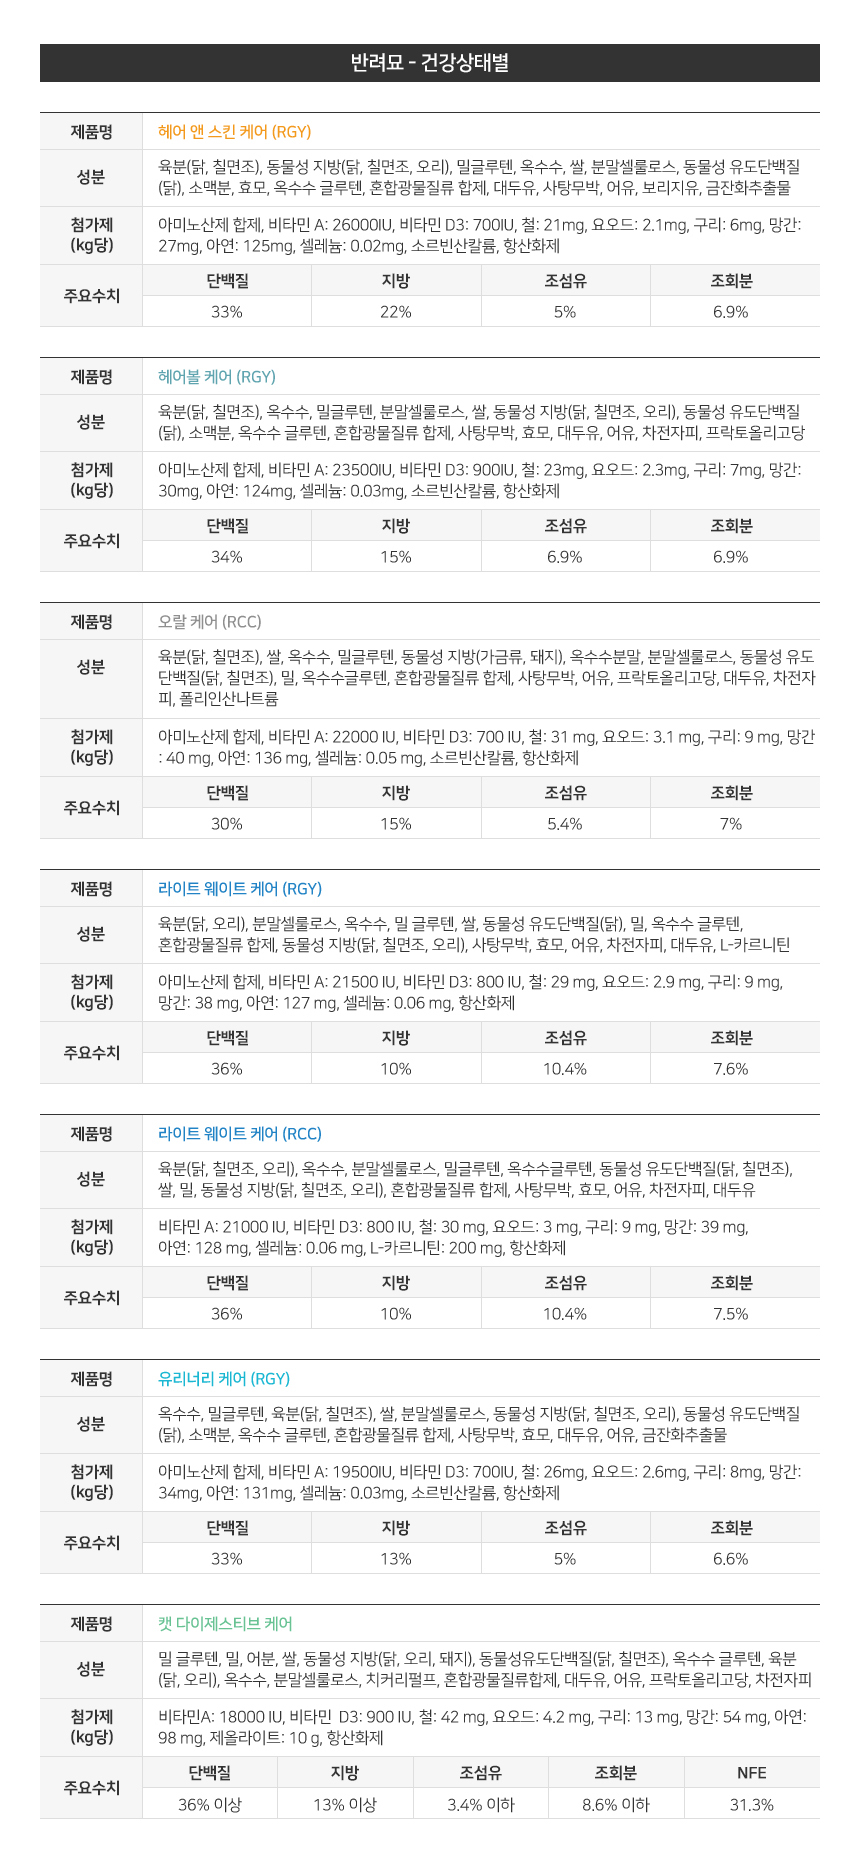 반려묘 - 건강상태별
제품명 헤어 앤 스킨 케어 (RGY)
성분 육분(닭, 칠면조), 동물성 지방(닭, 칠면조, 오리), 밀글루텐, 옥수수, 쌀, 분말셀룰로스, 동물성 유도단백질
(닭), 소맥분, 효모, 옥수수 글루텐, 혼합광물질류 합제, 대두유, 사탕무박, 어유, 보리지유, 금잔화추출물
첨가제 아미노산제 합제, 비타민 A: 26000IU, 비타민 D3: 700IU, 철: 21mg, 요오드: 2.1mg, 구리: 6mg, 망간:
(kg당) 27mg, 아연: 125mg, 셀레늄: 0.02mg, 소르빈산칼륨, 항산화제
주요수치 단백질 지방 조섬유 조회분
33% 22% 5% 6.9%
제품명 헤어볼 케어 (RGY)
성분 육분(닭, 칠면조), 옥수수, 밀글루텐, 분말셀룰로스, 쌀, 동물성 지방(닭, 칠면조, 오리), 동물성 유도단백질
(닭), 소맥분, 옥수수 글루텐, 혼합광물질류 합제, 사탕무박, 효모, 대두유, 어유, 차전자피, 프락토올리고당
첨가제 아미노산제 합제, 비타민 A: 23500IU, 비타민 D3: 900IU, 철: 23mg, 요오드: 2.3mg, 구리: 7mg, 망간:
(kg당) 30mg, 아연: 124mg, 셀레늄: 0.03mg, 소르빈산칼륨, 항산화제
주요수치 단백질 지방 조섬유 조회분
34% 15% 6.9% 6.9%
제품명 오랄 케어 (RCC)
성분 육분(닭, 칠면조), 쌀, 옥수수, 밀글루텐, 동물성 지방(가금류, 돼지), 옥수수분말, 분말셀룰로스, 동물성 유도
단백질(닭, 칠면조), 밀, 옥수수글루텐, 혼합광물질류 합제, 사탕무박, 어유, 프락토올리고당, 대두유, 차전자
피, 폴리인산나트륨
첨가제 아미노산제 합제, 비타민 A: 22000 IU, 비타민 D3: 700 IU, 철: 31 mg, 요오드: 3.1 mg, 구리: 9 mg, 망간
(kg당) : 40 mg, 아연: 136 mg, 셀레늄: 0.05 mg, 소르빈산칼륨, 항산화제
주요수치 단백질 지방 조섬유 조회분
30% 15% 5.4% 7%
제품명 라이트 웨이트 케어 (RGY)
성분 육분(닭, 오리), 분말셀룰로스, 옥수수, 밀 글루텐, 쌀, 동물성 유도단백질(닭), 밀, 옥수수 글루텐,
혼합광물질류 합제, 동물성 지방(닭, 칠면조, 오리), 사탕무박, 효모, 어유, 차전자피, 대두유, L-카르니틴
첨가제 아미노산제 합제, 비타민 A: 21500 IU, 비타민 D3: 800 IU, 철: 29 mg, 요오드: 2.9 mg, 구리: 9 mg,
(kg당) 망간: 38 mg, 아연: 127 mg, 셀레늄: 0.06 mg, 항산화제
주요수치 단백질 지방 조섬유 조회분
36% 10% 10.4% 7.6%
제품명 라이트 웨이트 케어 (RCC)
성분 육분(닭, 칠면조, 오리), 옥수수, 분말셀룰로스, 밀글루텐, 옥수수글루텐, 동물성 유도단백질(닭, 칠면조),
쌀, 밀, 동물성 지방(닭, 칠면조, 오리), 혼합광물질류 합제, 사탕무박, 효모, 어유, 차전자피, 대두유
첨가제 비타민 A: 21000 IU, 비타민 D3: 800 IU, 철: 30 mg, 요오드: 3 mg, 구리: 9 mg, 망간: 39 mg,
(kg당) 아연: 128 mg, 셀레늄: 0.06 mg, L-카르니틴: 200 mg, 항산화제
주요수치 단백질 지방 조섬유 조회분
36% 10% 10.4% 7.5%
제품명 유리너리 케어 (RGY)
성분 옥수수, 밀글루텐, 육분(닭, 칠면조), 쌀, 분말셀룰로스, 동물성 지방(닭, 칠면조, 오리), 동물성 유도단백질
(닭), 소맥분, 옥수수 글루텐, 혼합광물질류 합제, 사탕무박, 효모, 대두유, 어유, 금잔화추출물
첨가제 아미노산제 합제, 비타민 A: 19500IU, 비타민 D3: 700IU, 철: 26mg, 요오드: 2.6mg, 구리: 8mg, 망간:
(kg당) 34mg, 아연: 131mg, 셀레늄: 0.03mg, 소르빈산칼륨, 항산화제
주요수치 단백질 지방 조섬유 조회분
33% 13% 5% 6.6%
제품명 캣 다이제스티브 케어
성분 밀 글루텐, 밀, 어분, 쌀, 동물성 지방(닭, 오리, 돼지), 동물성유도단백질(닭, 칠면조), 옥수수 글루텐, 육분
(닭, 오리), 옥수수, 분말셀룰로스, 치커리펄프, 혼합광물질류합제, 대두유, 어유, 프락토올리고당, 차전자피
첨가제 비타민A: 18000 IU, 비타민 D3: 900 IU, 철: 42 mg, 요오드: 4.2 mg, 구리: 13 mg, 망간: 54 mg, 아연:
(kg당) 98 mg, 제올라이트: 10 g, 항산화제
주요수치 단백질 지방 조섬유 조회분 NFE
36% 이상 13% 이상 3.4% 이하 8.6% 이하 31.3%